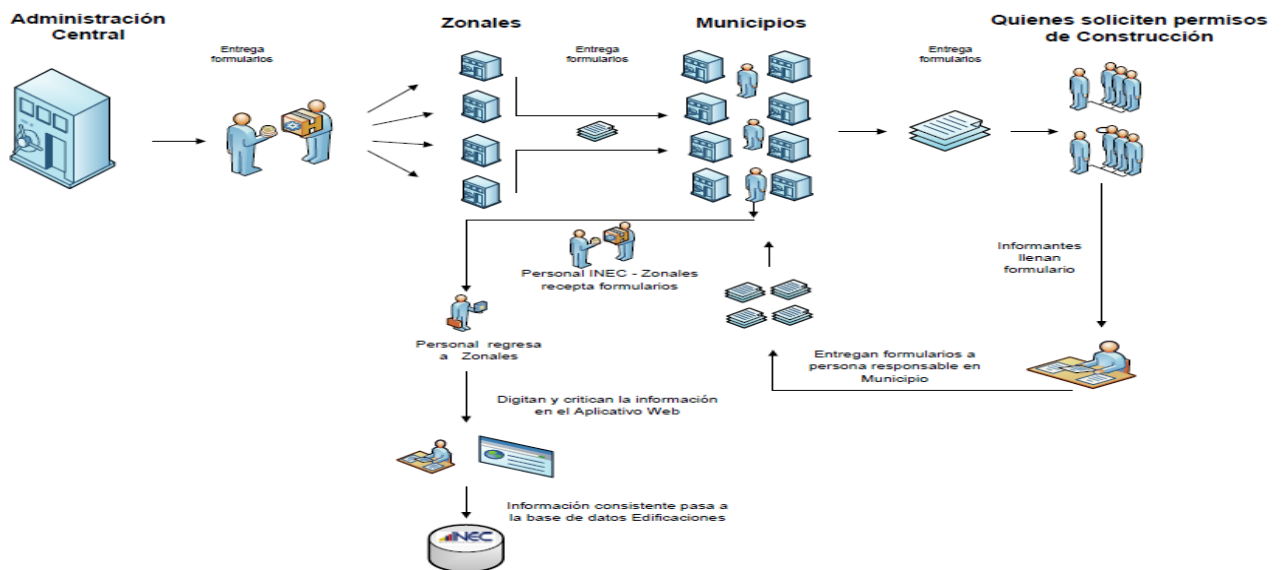 Administración
Central
Zonales
Municipios
Quienes soliciten permisos
de Construcción
Entrega
formularios
Entrega
formularios
Entrega
formularios
Personal INEC - Zonales
recepta formularios
Informantes
llenan
formulario
Personal regresa
a Zonales
Entregan formularios a
persona responsable en
Municipio
Digitan y critican la información
en el Aplicativo Web
Información consistente pasa a
la base de datos Edificaciones
INEC